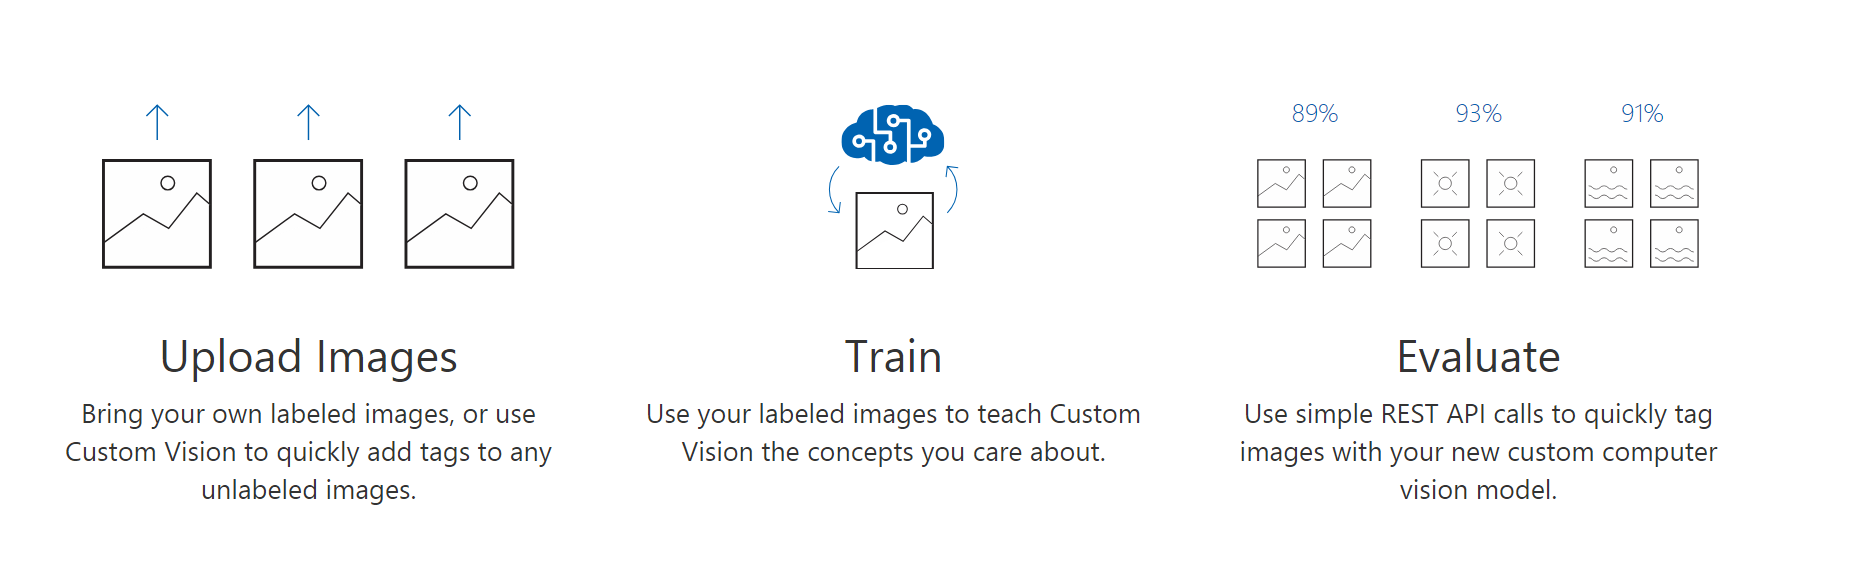 89% 93% 91%
Upload Images
Bring your own labeled images, or use
Custom Vision to quickly add tags to any
unlabeled images.
Train
Use your labeled images to teach Custom
Vision the concepts you care about.
Evaluate
Use simple REST API calls to quickly tag
images with your new custom computer
vision model.